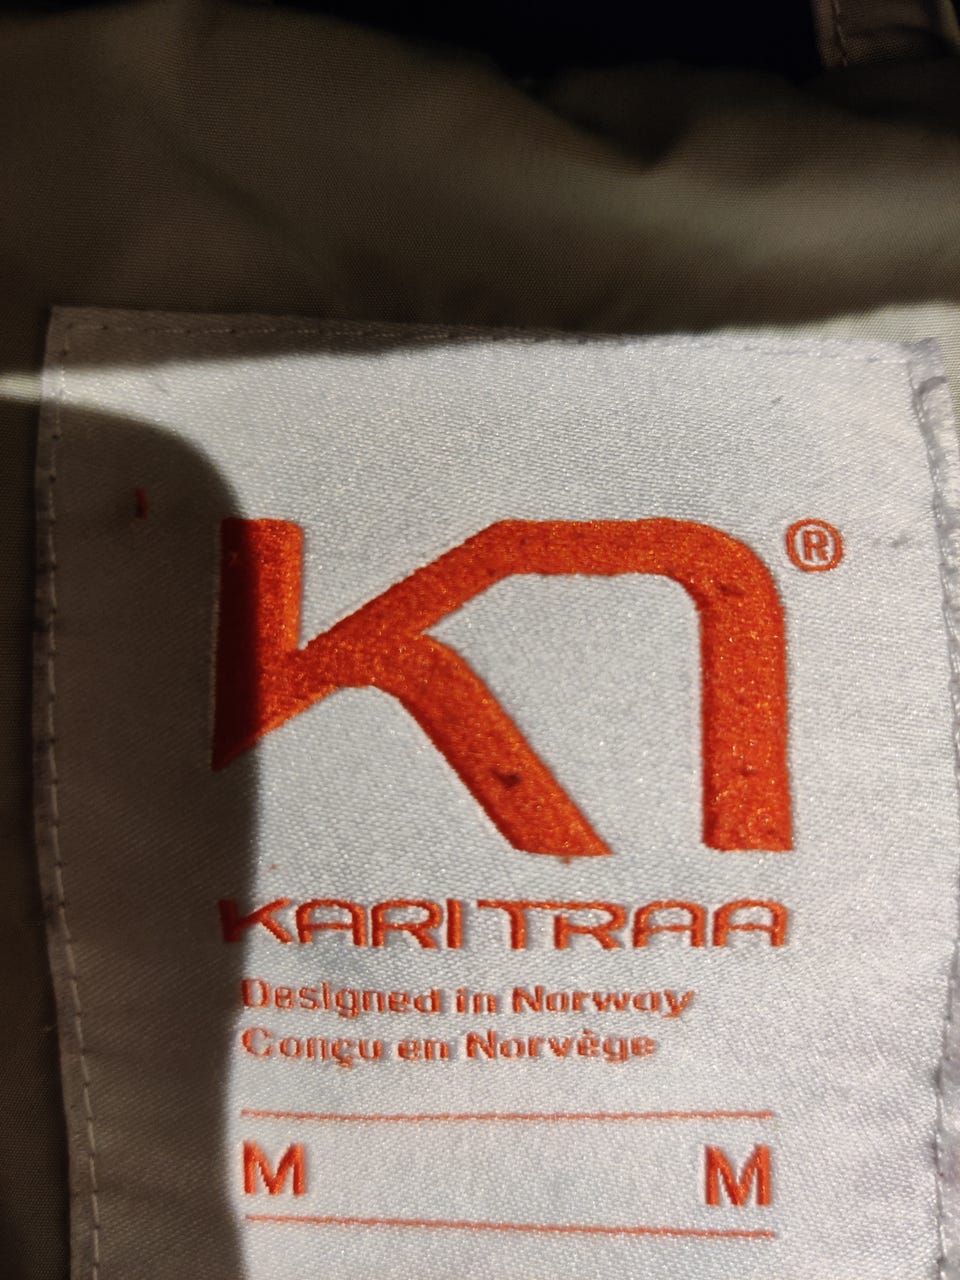 ®
KARI TRAA
Designed in Norway
Conçu en Norvège
M M